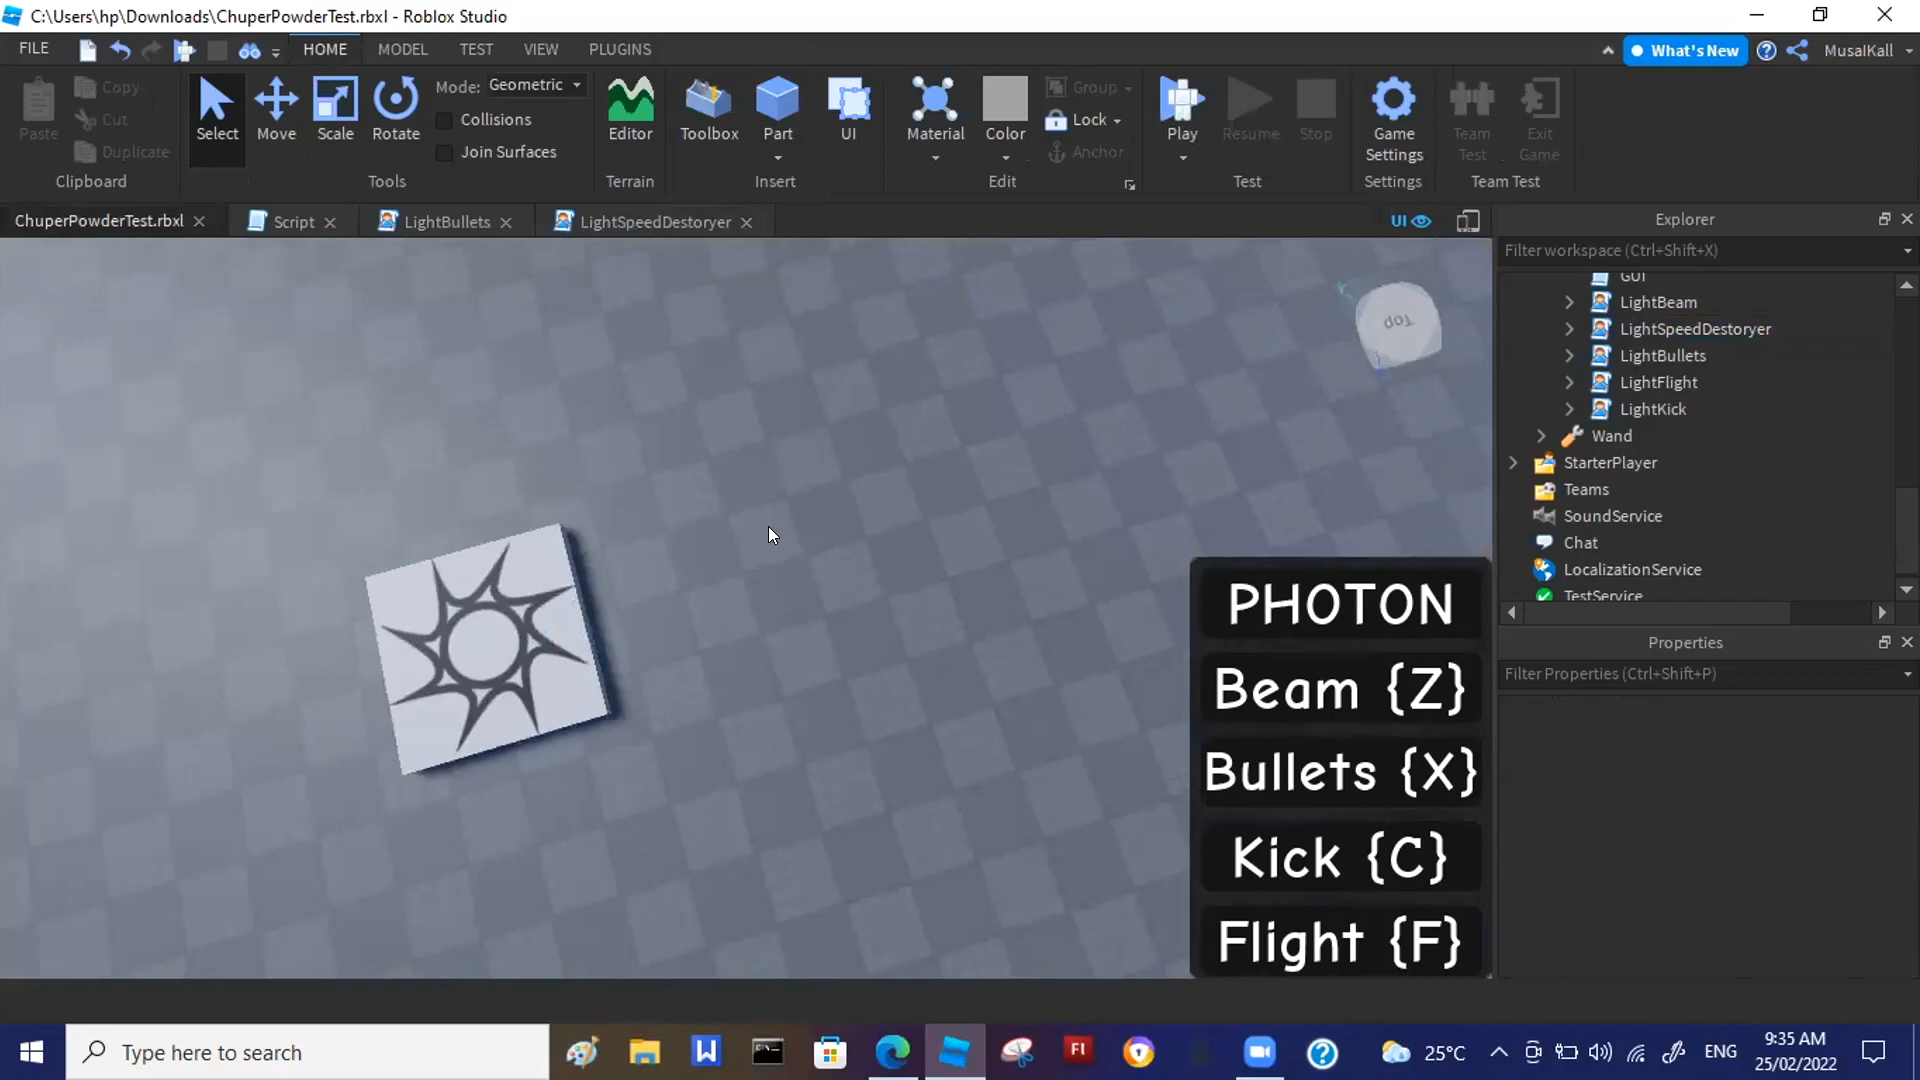 C:\Users\hp\Downloads\ChuperPowderTest.rbxl - Roblox Studio
FILE HOME MODEL TEST VIEW PLUGINS What's New MusaIKall
Paste Copy Cut Duplicate
Clipboard
Select Move Scale Rotate
Mode: Geometric
Collisions
Join Surfaces
Tools
Editor
Terrain
Toolbox Part UI
Insert
Material Color
Group
Lock
Anchor
Edit
Play Resume Stop
Test
Game Settings
Settings
Team Test
Exit Game
Team Test
ChuperPowderTest.rbxl Script LightBullets LightSpeedDestoryer UI
Top
PHOTON
Beam {Z}
Bullets {X}
Kick {C}
Flight {F}
Explorer
Filter workspace (Ctrl+Shift+X)
GUI
LightBeam
LightSpeedDestoryer
LightBullets
LightFlight
LightKick
Wand
StarterPlayer
Teams
SoundService
Chat
LocalizationService
TestService
Properties
Filter Properties (Ctrl+Shift+P)
Type here to search
W
FI
25°C
ENG
9:35 AM
25/02/2022